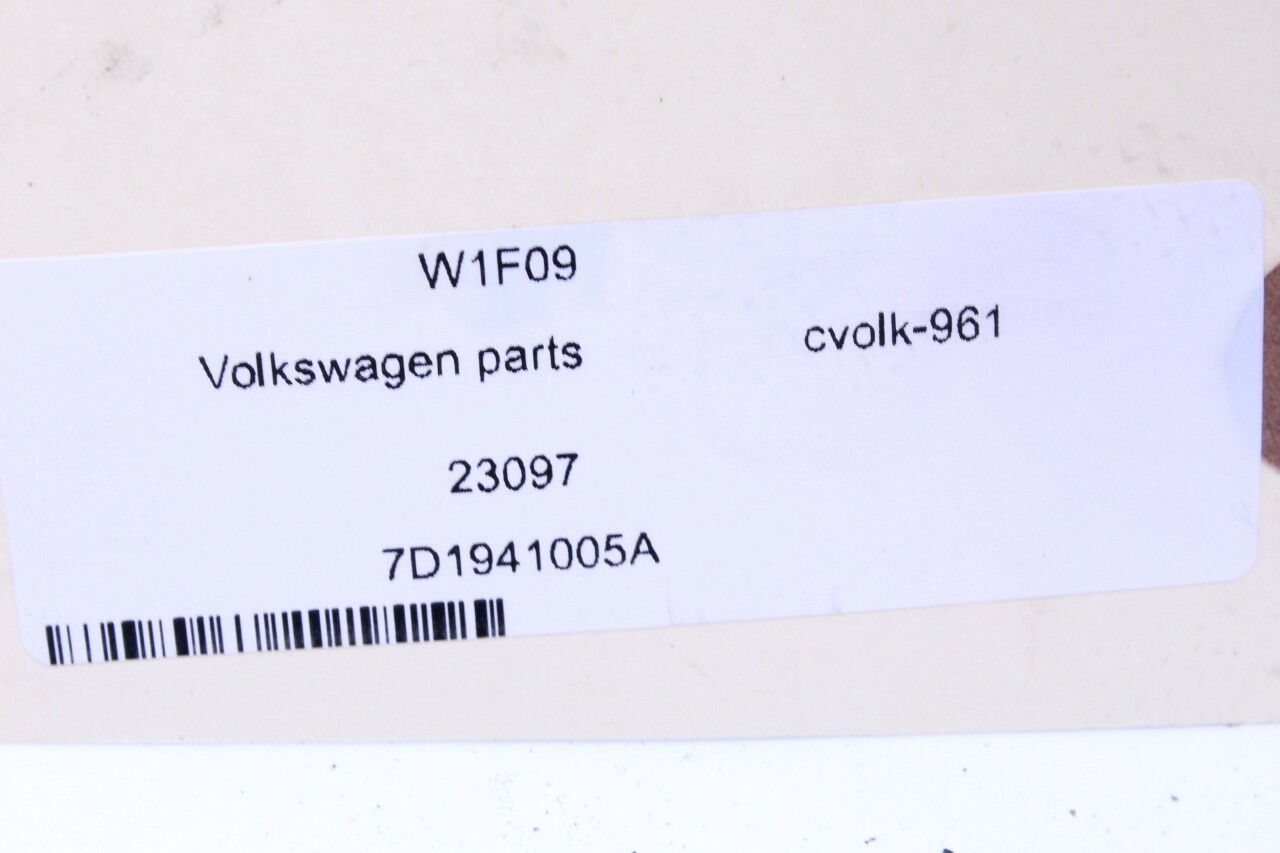 W1F09
Volkswagen parts
cvolk-961
23097
7D1941005A